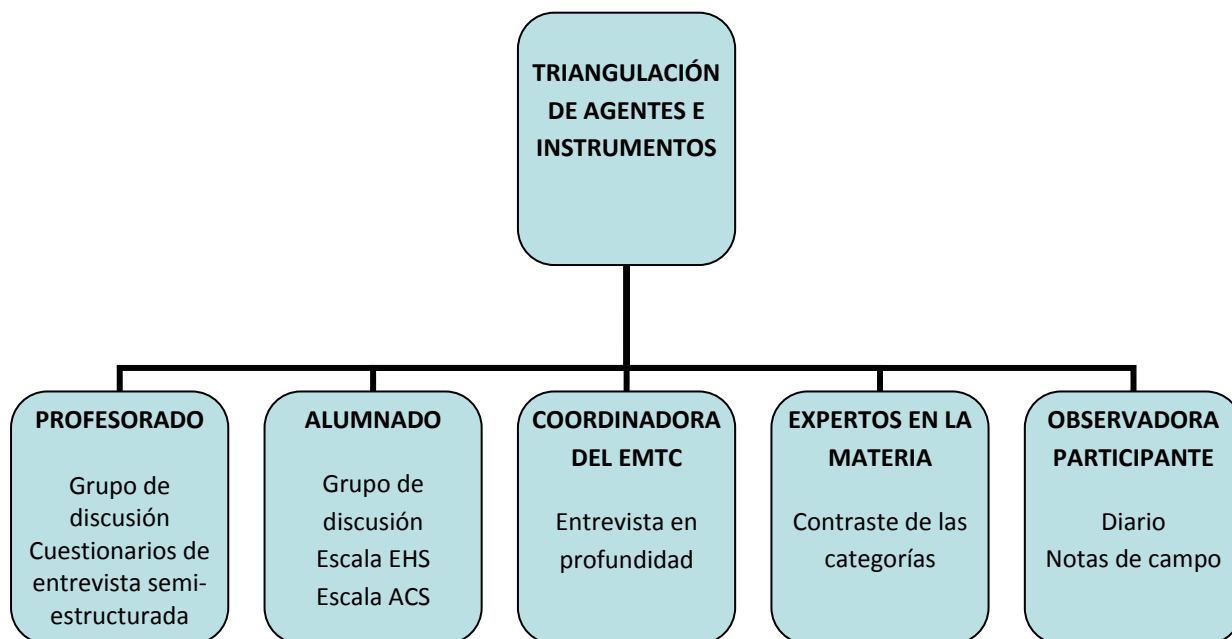 TRIANGULACIÓN
DE AGENTES E
INSTRUMENTOS
PROFESORADO
Grupo de
discusión
Cuestionarios de
entrevista semi-
estructurada
ALUMNADO
Grupo de
discusión
Escala EHS
Escala ACS
COORDINADORA
DEL EMTC
Entrevista en
profundidad
EXPERTOS EN LA
MATERIA
Contraste de las
categorías
OBSERVADORA
PARTICIPANTE
Diario
Notas de campo